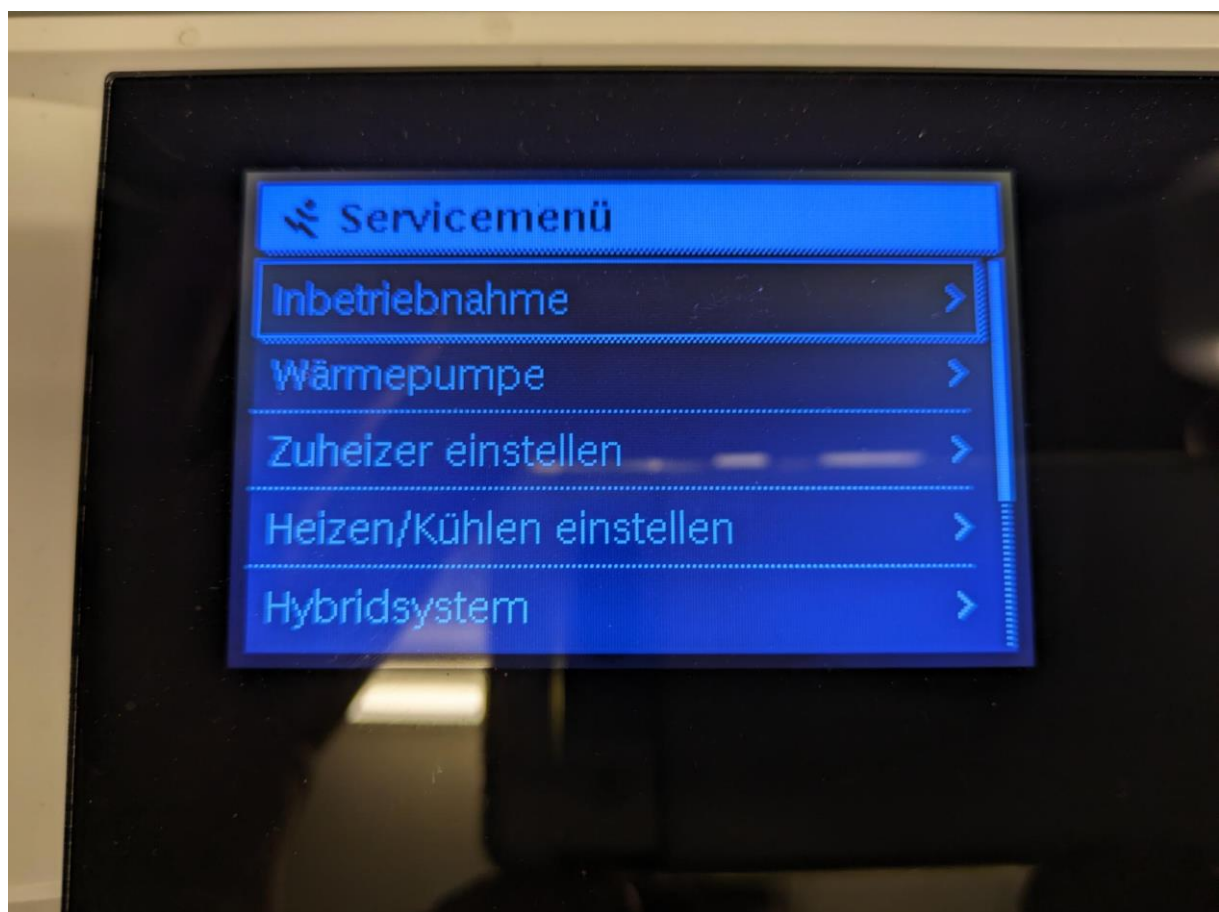 Servicemenü
Inbetriebnahme
Wärmepumpe
Zuheizer einstellen
Heizen/Kühlen einstellen
Hybridsystem